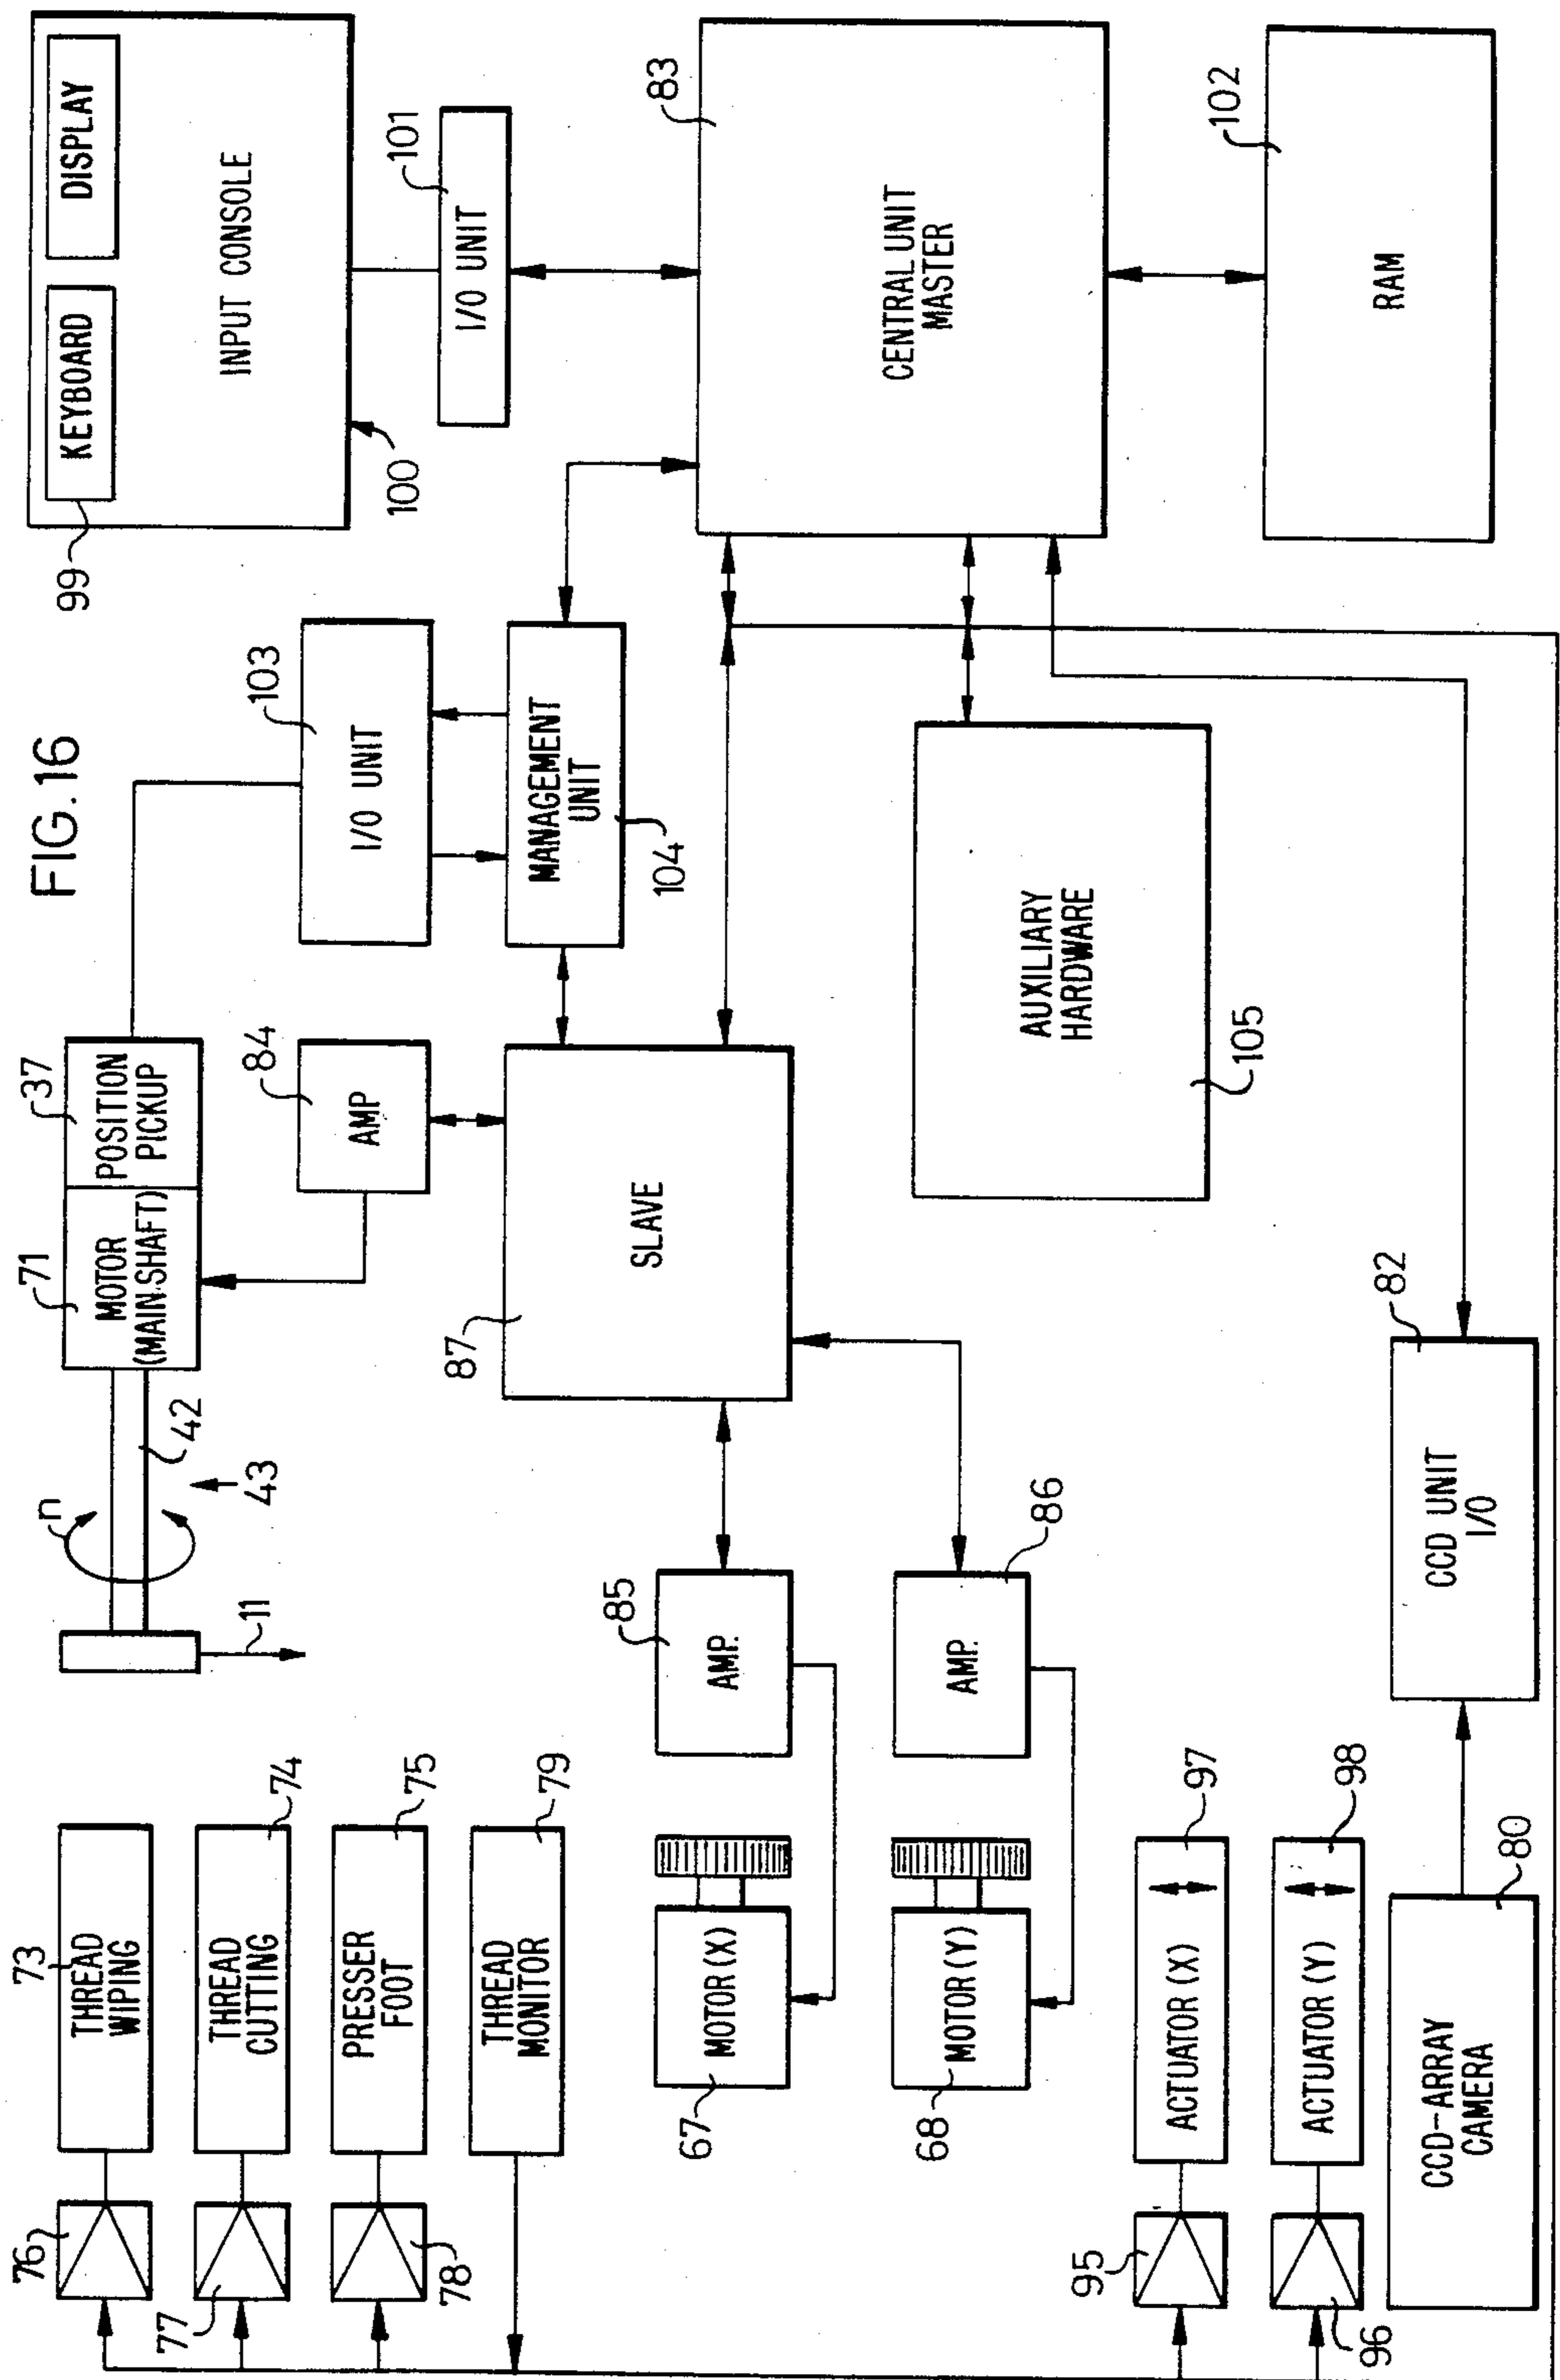 FIG.16
76
73
THREAD
WIPING
77
THREAD
CUTTING
74
78
PRESSER
FOOT
75
THREAD
MONITOR
79
11
n
42
43
71
MOTOR
(MAIN-SHAFT)
37
POSITION
PICKUP
84
AMP
103
I/O UNIT
MANAGEMENT
UNIT
104
99
KEYBOARD
DISPLAY
INPUT CONSOLE
100
101
I/O UNIT
67
MOTOR (X)
85
AMP.
87
SLAVE
68
MOTOR (Y)
86
AMP.
AUXILIARY
HARDWARE
105
83
CENTRAL UNIT
MASTER
95
ACTUATOR (X)
97
96
ACTUATOR (Y)
98
CCD-ARRAY
CAMERA
80
82
CCD UNIT
I/O
102
RAM